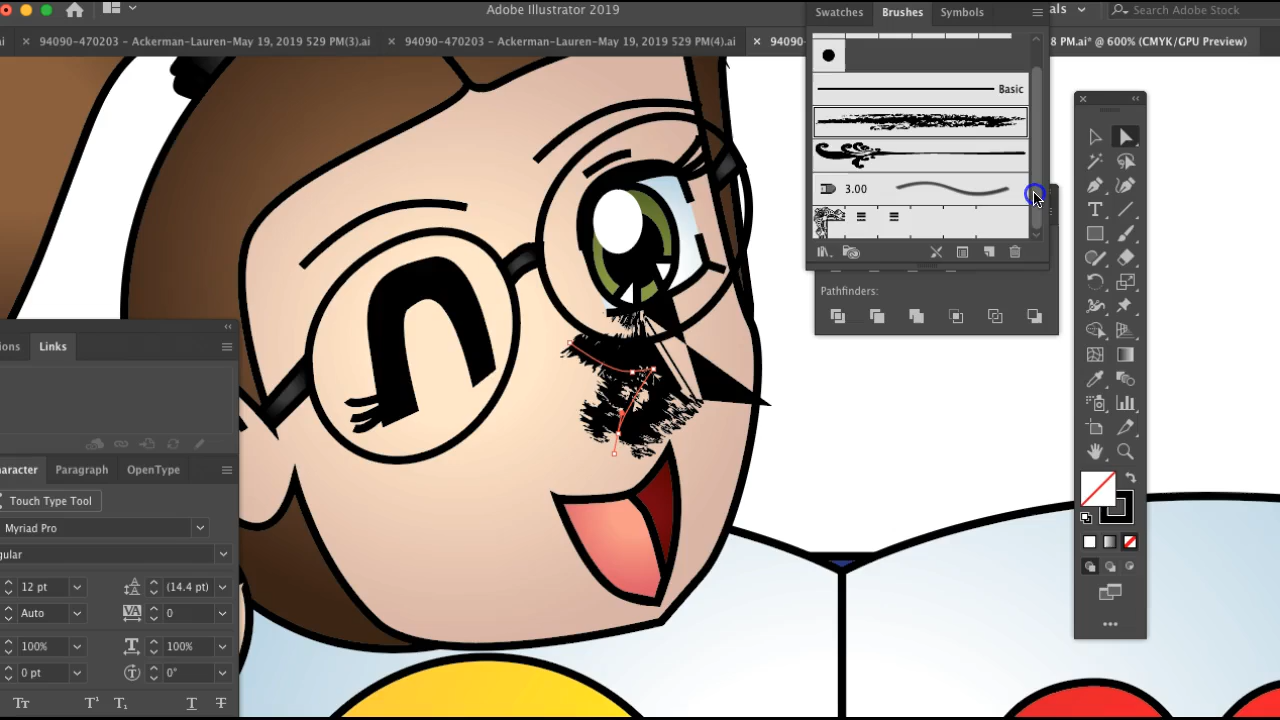 Adobe Illustrator 2019
Swatches Brushes Symbols
als
Search Adobe Stock
ai
94090-470203 - Ackerman-Lauren-May 19, 2019 529 PM(3).ai
94090-470203 - Ackerman-Lauren-May 19, 2019 529 PM(4).ai
94090-
8 PM.ai* @ 600% (CMYK/GPU Preview)
Basic
3.00
Pathfinders:
ons Links
aracter Paragraph OpenType
Touch Type Tool
Myriad Pro
gular
12 pt (14.4 pt)
Auto 0
100% 100%
0 pt 0°